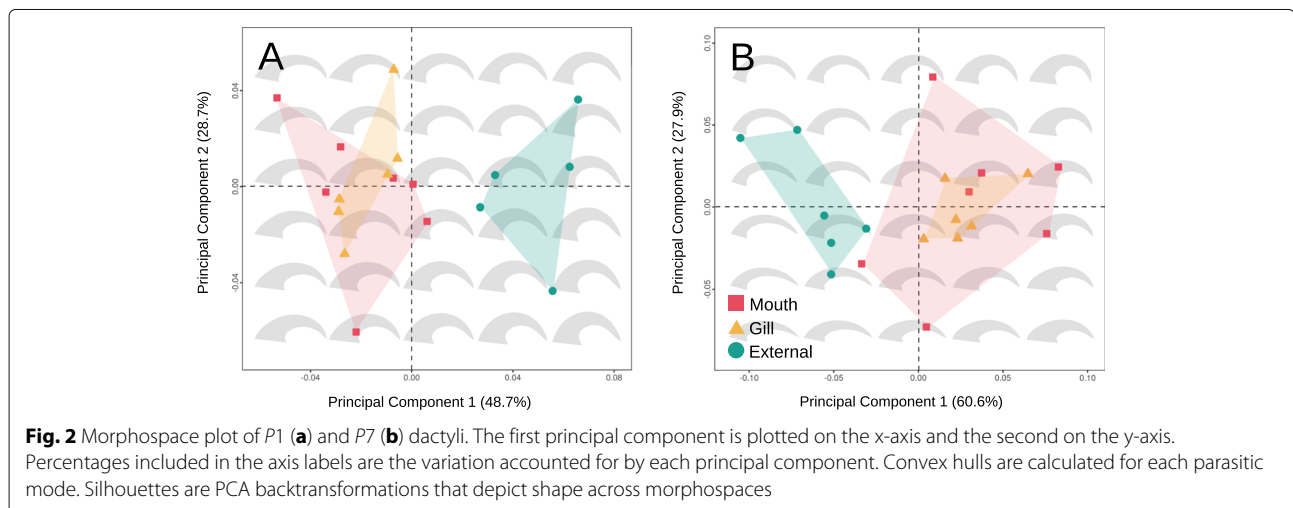 A
B
Principal Component 2 (28.7%)
0.04
0.00
-0.04
-0.04
0.00
0.04
0.08
Principal Component 1 (48.7%)
Principal Component 2 (27.9%)
0.10
0.05
0.00
-0.05
Mouth
Gill
External
-0.10
-0.05
0.00
0.05
0.10
Principal Component 1 (60.6%)
Fig. 2 Morphospace plot of P1 (a) and P7 (b) dactyli. The first principal component is plotted on the x-axis and the second on the y-axis.
Percentages included in the axis labels are the variation accounted for by each principal component. Convex hulls are calculated for each parasitic
mode. Silhouettes are PCA backtransformations that depict shape across morphospaces